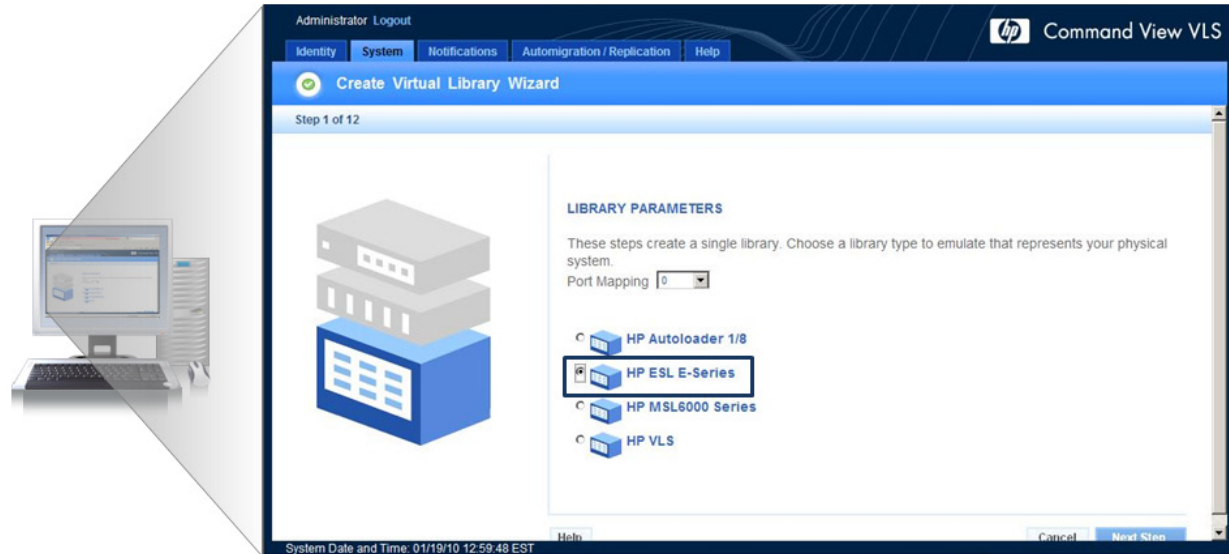 Administrator Logout
hp Command View VLS
Identity System Notifications Automigration / Replication Help
Create Virtual Library Wizard
Step 1 of 12
LIBRARY PARAMETERS
These steps create a single library. Choose a library type to emulate that represents your physical
system.
Port Mapping 0
HP Autoloader 1/8
HP ESL E-Series
HP MSL6000 Series
HP VLS
Help Cancel Next Step
System Date and Time: 01/19/10 12:59:48 EST